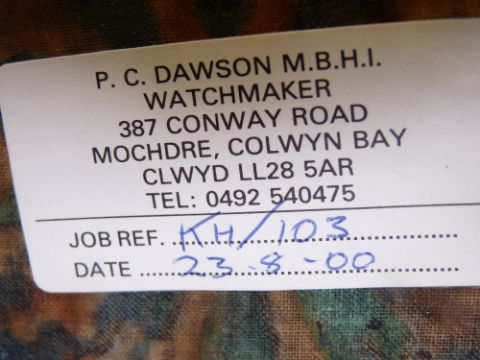 P. C. DAWSON M.B.H.I.
WATCHMAKER
387 CONWAY ROAD
MOCHDRE, COLWYN BAY
CLWYD LL28 5AR
TEL: 0492 540475
JOB REF. KH/103
DATE 23-8-00